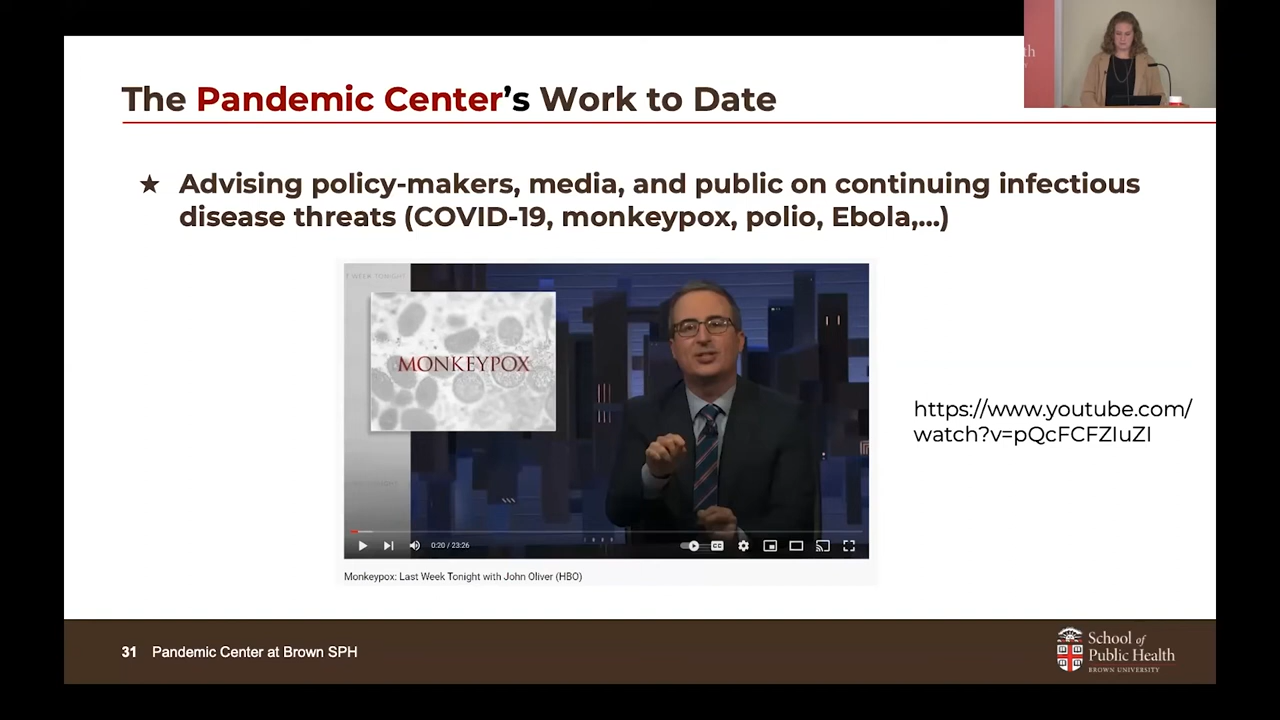 The Pandemic Center's Work to Date
★ Advising policy-makers, media, and public on continuing infectious
disease threats (COVID-19, monkeypox, polio, Ebola,...)
MONKEYPOX
https://www.youtube.com/
watch?v=pQcFCFZIuZI
0:20 / 23:26
CC
Monkeypox: Last Week Tonight with John Oliver (HBO)
31 Pandemic Center at Brown SPH
School of
Public Health
BROWN UNIVERSITY